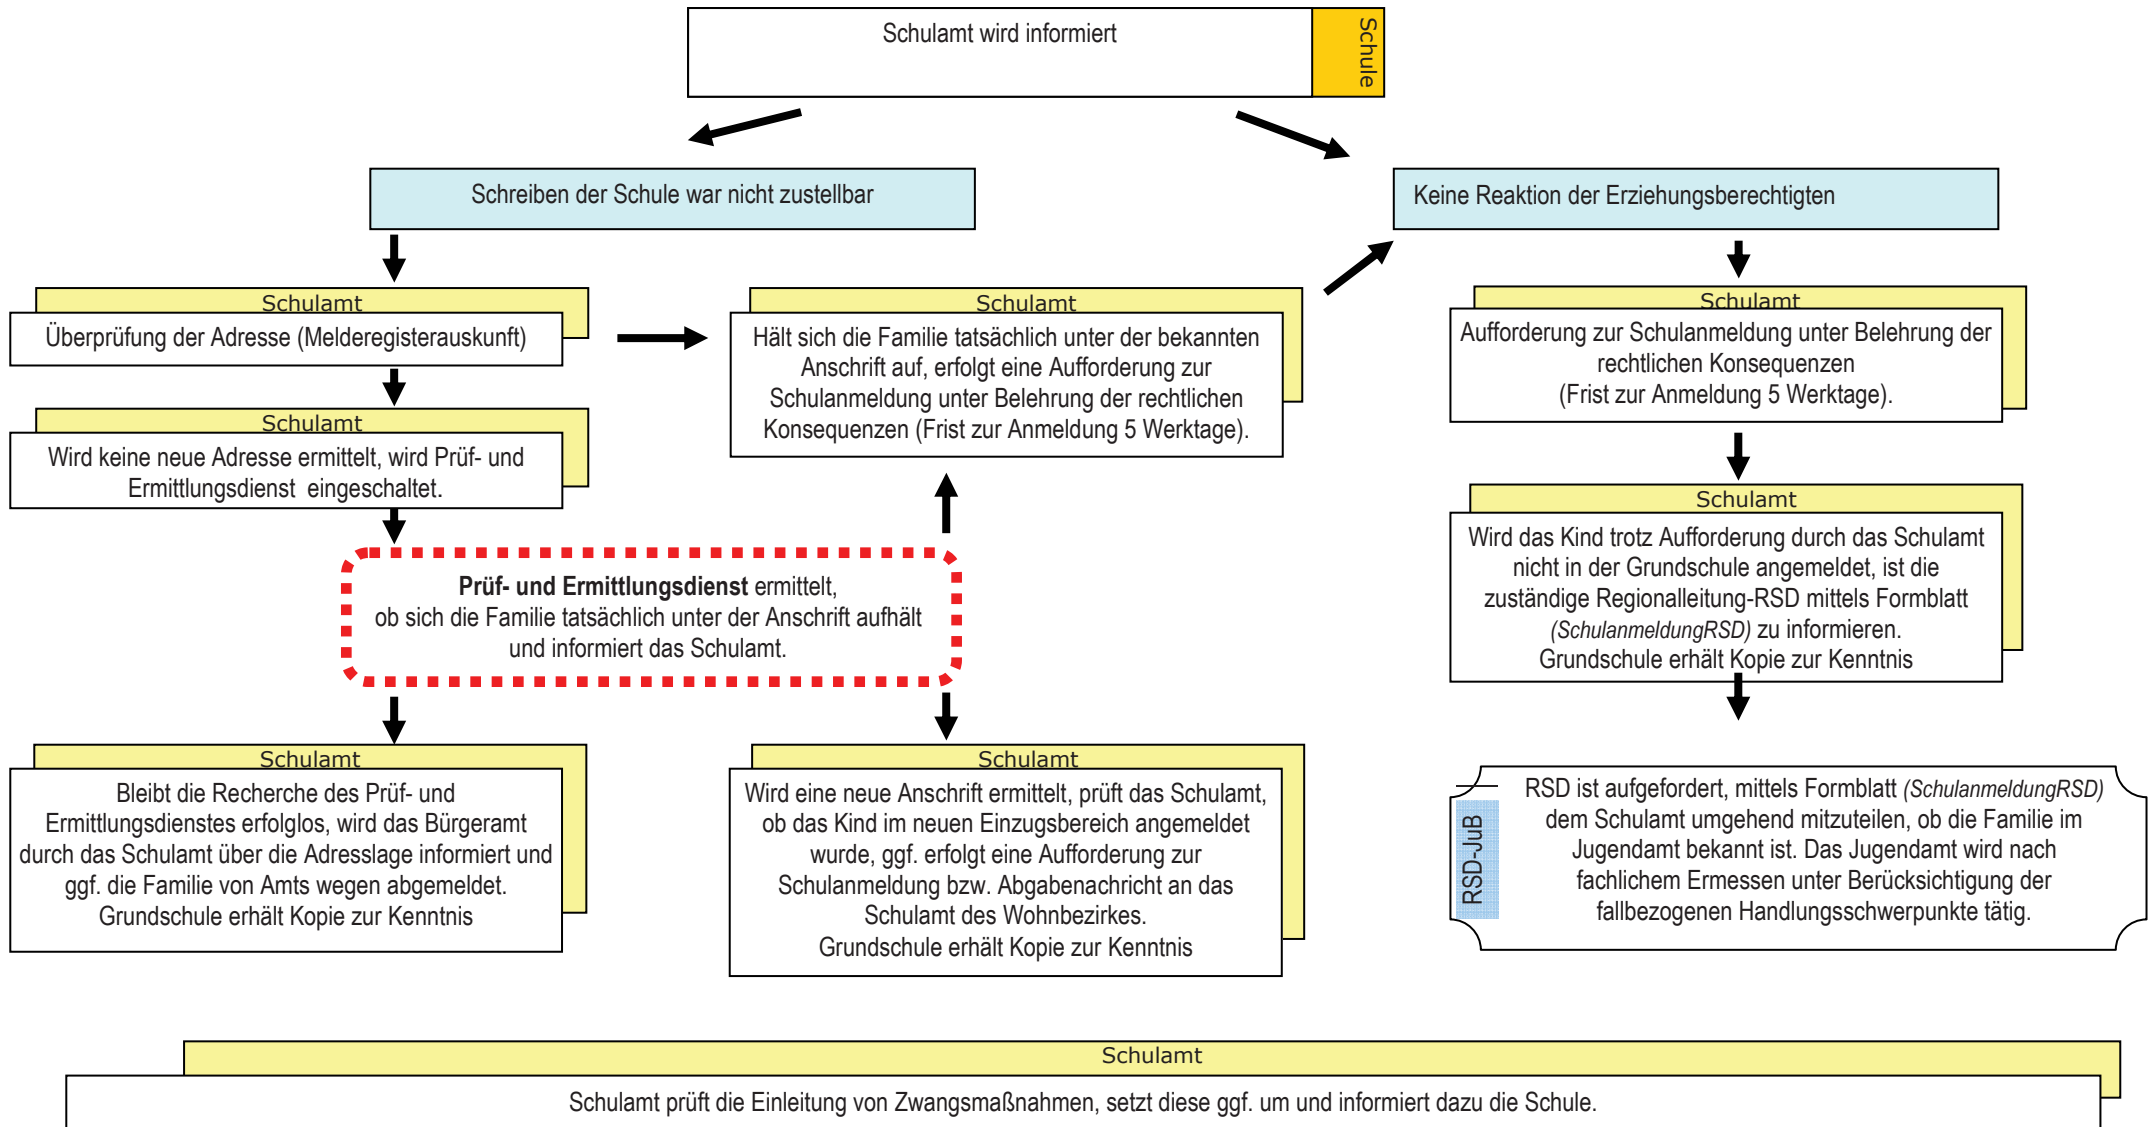 Schulamt wird informiert
Schule
Schreiben der Schule war nicht zustellbar
Keine Reaktion der Erziehungsberechtigten
Schulamt
Überprüfung der Adresse (Melderegisterauskunft)
Schulamt
Hält sich die Familie tatsächlich unter der bekannten
Anschrift auf, erfolgt eine Aufforderung zur
Schulanmeldung unter Belehrung der rechtlichen
Konsequenzen (Frist zur Anmeldung 5 Werktage).
Schulamt
Aufforderung zur Schulanmeldung unter Belehrung der
rechtlichen Konsequenzen
(Frist zur Anmeldung 5 Werktage).
Schulamt
Wird keine neue Adresse ermittelt, wird Prüf- und
Ermittlungsdienst eingeschaltet.
Schulamt
Wird das Kind trotz Aufforderung durch das Schulamt
nicht in der Grundschule angemeldet, ist die
zuständige Regionalleitung-RSD mittels Formblatt
(SchulanmeldungRSD) zu informieren.
Grundschule erhält Kopie zur Kenntnis
Prüf- und Ermittlungsdienst ermittelt,
ob sich die Familie tatsächlich unter der Anschrift aufhält
und informiert das Schulamt.
Schulamt
Bleibt die Recherche des Prüf- und
Ermittlungsdienstes erfolglos, wird das Bürgeramt
durch das Schulamt über die Adresslage informiert und
ggf. die Familie von Amts wegen abgemeldet.
Grundschule erhält Kopie zur Kenntnis
Schulamt
Wird eine neue Anschrift ermittelt, prüft das Schulamt,
ob das Kind im neuen Einzugsbereich angemeldet
wurde, ggf. erfolgt eine Aufforderung zur
Schulanmeldung bzw. Abgabenachricht an das
Schulamt des Wohnbezirkes.
Grundschule erhält Kopie zur Kenntnis
RSD-JuB
RSD ist aufgefordert, mittels Formblatt (SchulanmeldungRSD)
dem Schulamt umgehend mitzuteilen, ob die Familie im
Jugendamt bekannt ist. Das Jugendamt wird nach
fachlichem Ermessen unter Berücksichtigung der
fallbezogenen Handlungsschwerpunkte tätig.
Schulamt
Schulamt prüft die Einleitung von Zwangsmaßnahmen, setzt diese ggf. um und informiert dazu die Schule.